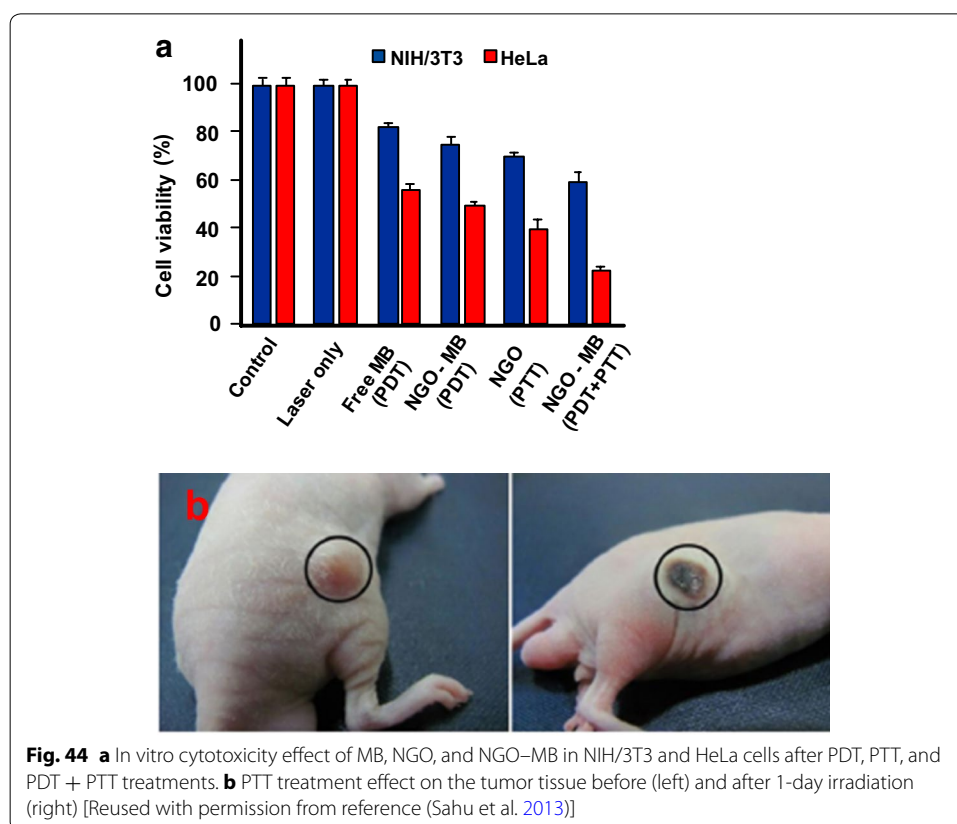 a
NIH/3T3 HeLa
Cell viability (%)
100
80
60
40
20
0
Control
Laser only
Free MB
(PDT)
NGO - MB
(PDT)
NGO
(PTT)
NGO - MB
(PDT+PTT)
b
Fig. 44 a In vitro cytotoxicity effect of MB, NGO, and NGO–MB in NIH/3T3 and HeLa cells after PDT, PTT, and
PDT + PTT treatments. b PTT treatment effect on the tumor tissue before (left) and after 1-day irradiation
(right) [Reused with permission from reference (Sahu et al. 2013)]